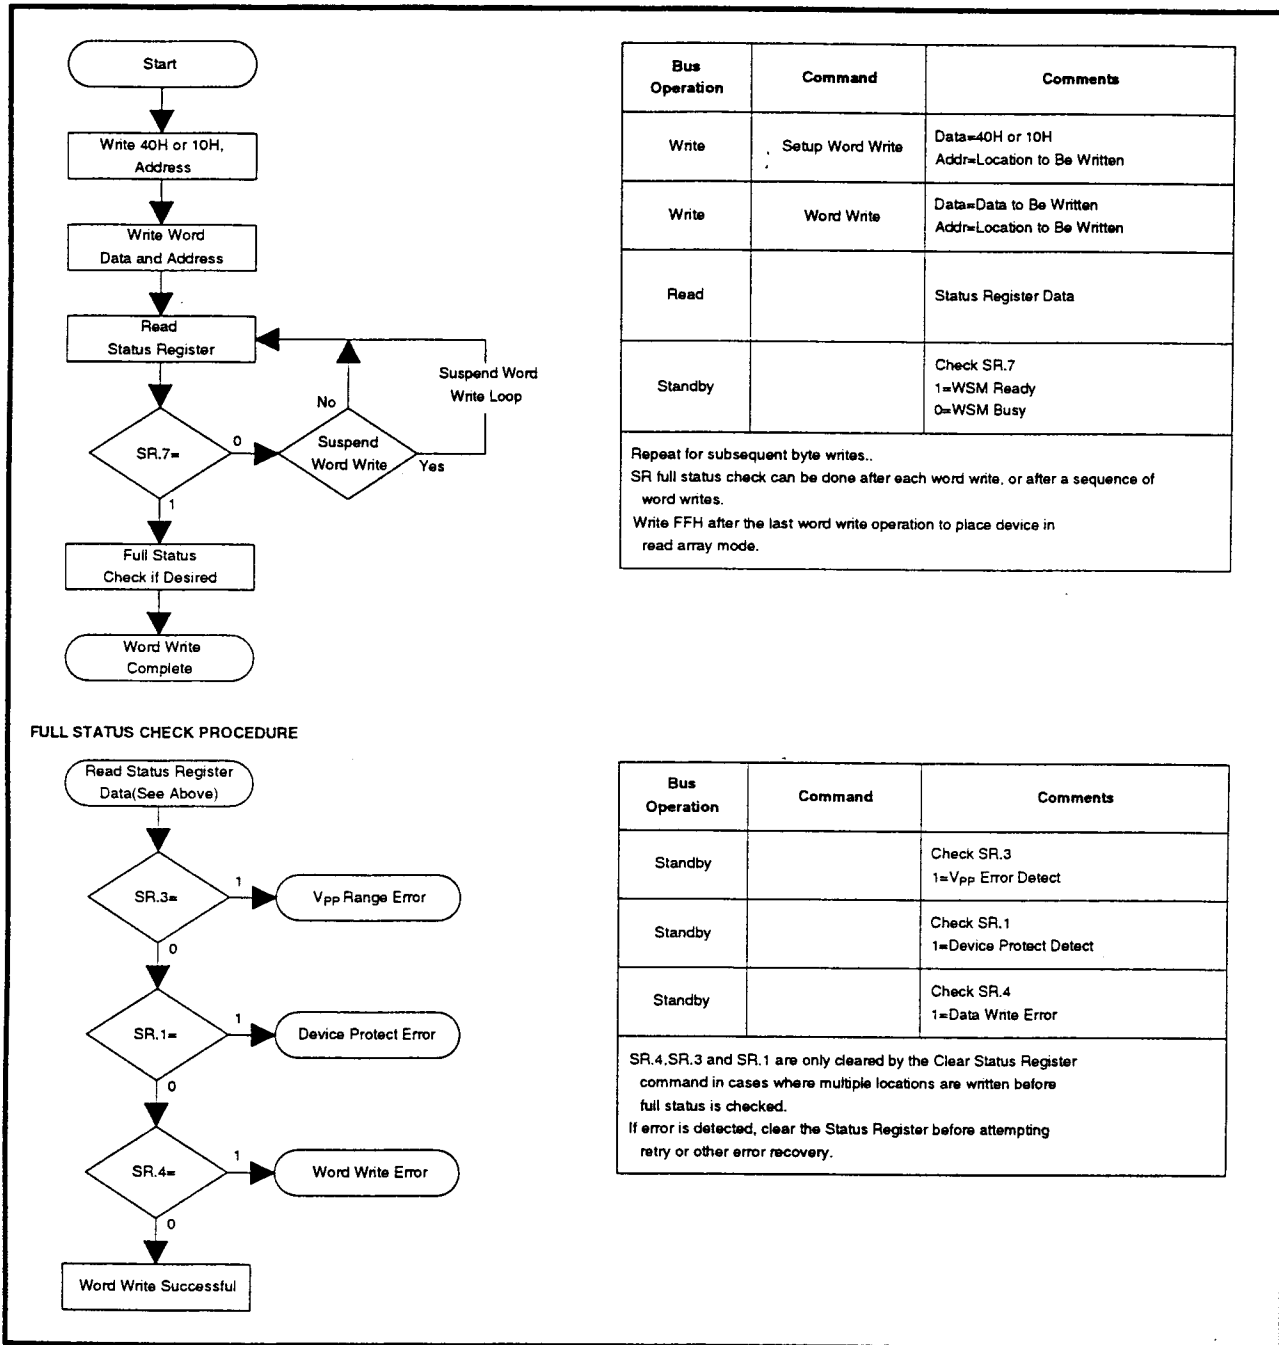 Start
Write 40H or 10H,
Address
Write Word
Data and Address
Read
Status Register
Suspend Word
Write Loop
No
SR.7=
0
Suspend
Word Write
Yes
1
Full Status
Check if Desired
Word Write
Complete
Bus
Operation
Command
Comments
Write
Setup Word Write
Data=40H or 10H
Addr=Location to Be Written
Write
Word Write
Data=Data to Be Written
Addr=Location to Be Written
Read
Status Register Data
Standby
Check SR.7
1=WSM Ready
0=WSM Busy
Repeat for subsequent byte writes..
SR full status check can be done after each word write, or after a sequence of
word writes.
Write FFH after the last word write operation to place device in
read array mode.
FULL STATUS CHECK PROCEDURE
Read Status Register
Data(See Above)
SR.3=
1
VPP Range Error
0
SR.1=
1
Device Protect Error
0
SR.4=
1
Word Write Error
0
Word Write Successful
Bus
Operation
Command
Comments
Standby
Check SR.3
1=VPP Error Detect
Standby
Check SR.1
1=Device Protect Detect
Standby
Check SR.4
1=Data Write Error
SR.4,SR.3 and SR.1 are only cleared by the Clear Status Register
command in cases where multiple locations are written before
full status is checked.
If error is detected, clear the Status Register before attempting
retry or other error recovery.